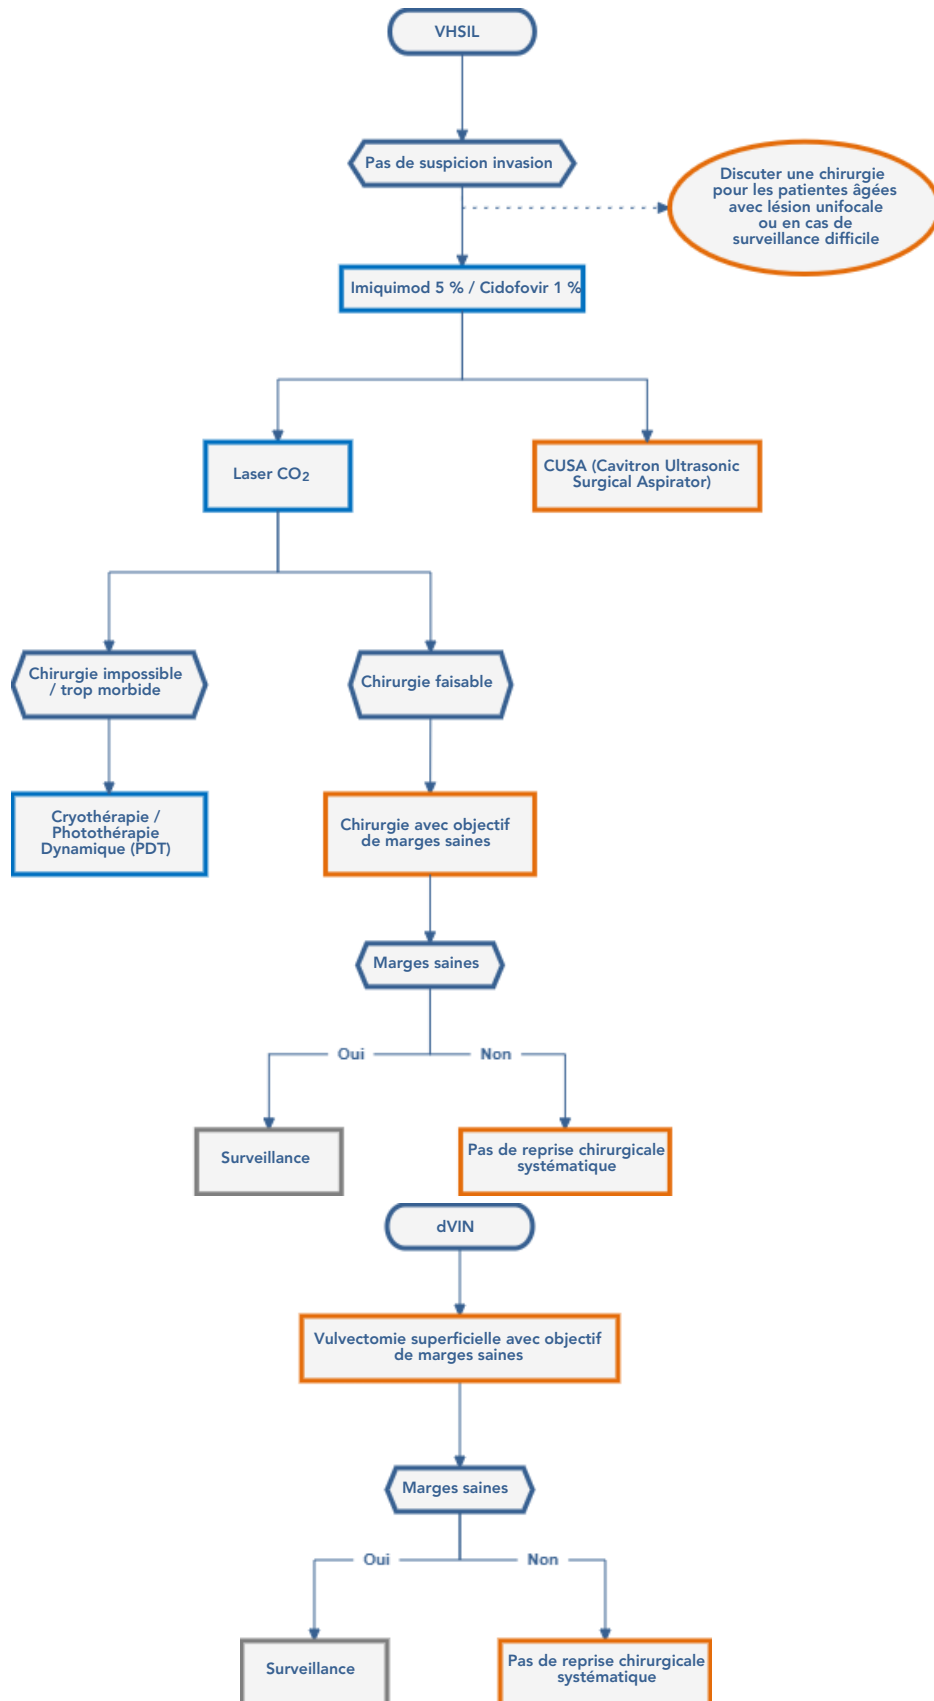 VHSIL
Pas de suspicion invasion
Discuter une chirurgie
pour les patientes âgées
avec lésion unifocale
ou en cas de
surveillance difficile
Imiquimod 5 % / Cidofovir 1 %
Laser CO₂
CUSA (Cavitron Ultrasonic
Surgical Aspirator)
Chirurgie impossible
/ trop morbide
Chirurgie faisable
Cryothérapie /
Photothérapie
Dynamique (PDT)
Chirurgie avec objectif
de marges saines
Marges saines
Oui
Non
Surveillance
Pas de reprise chirurgicale
systématique
dVIN
Vulvectomie superficielle avec objectif
de marges saines
Marges saines
Oui
Non
Surveillance
Pas de reprise chirurgicale
systématique